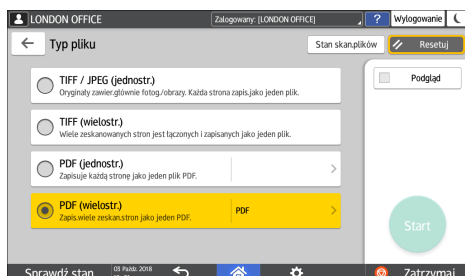 LONDON OFFICE
Zalogowany: [LONDON OFFICE]
?
Wylogowanie
Typ pliku
Stan skan.plików
Resetuj
TIFF / JPEG (jednostr.)
Oryginały zawier.głównie fotog./obrazy. Każda strona zapis.jako jeden plik.
Podgląd
TIFF (wielostr.)
Wiele zeskanowanych stron jest łączonych i zapisanych jako jeden plik.
PDF (jednostr.)
Zapisuje każdą stronę jako jeden plik PDF.
PDF (wielostr.)
Zapis.wiele zeskan.stron jako jeden PDF.
PDF
Start
Sprawdź stan
03 Paźdz. 2018
Zatrzymaj